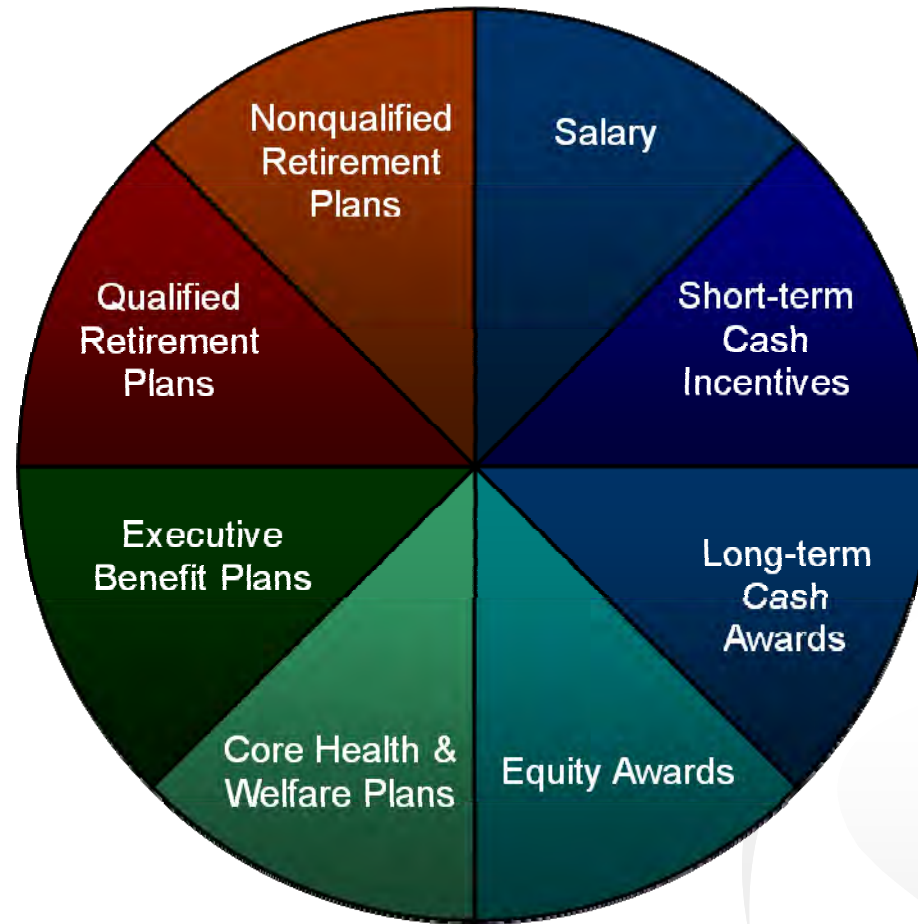 Nonqualified
Retirement
Plans
Salary
Short-term
Cash
Incentives
Long-term
Cash
Awards
Equity Awards
Core Health &
Welfare Plans
Executive
Benefit Plans
Qualified
Retirement
Plans